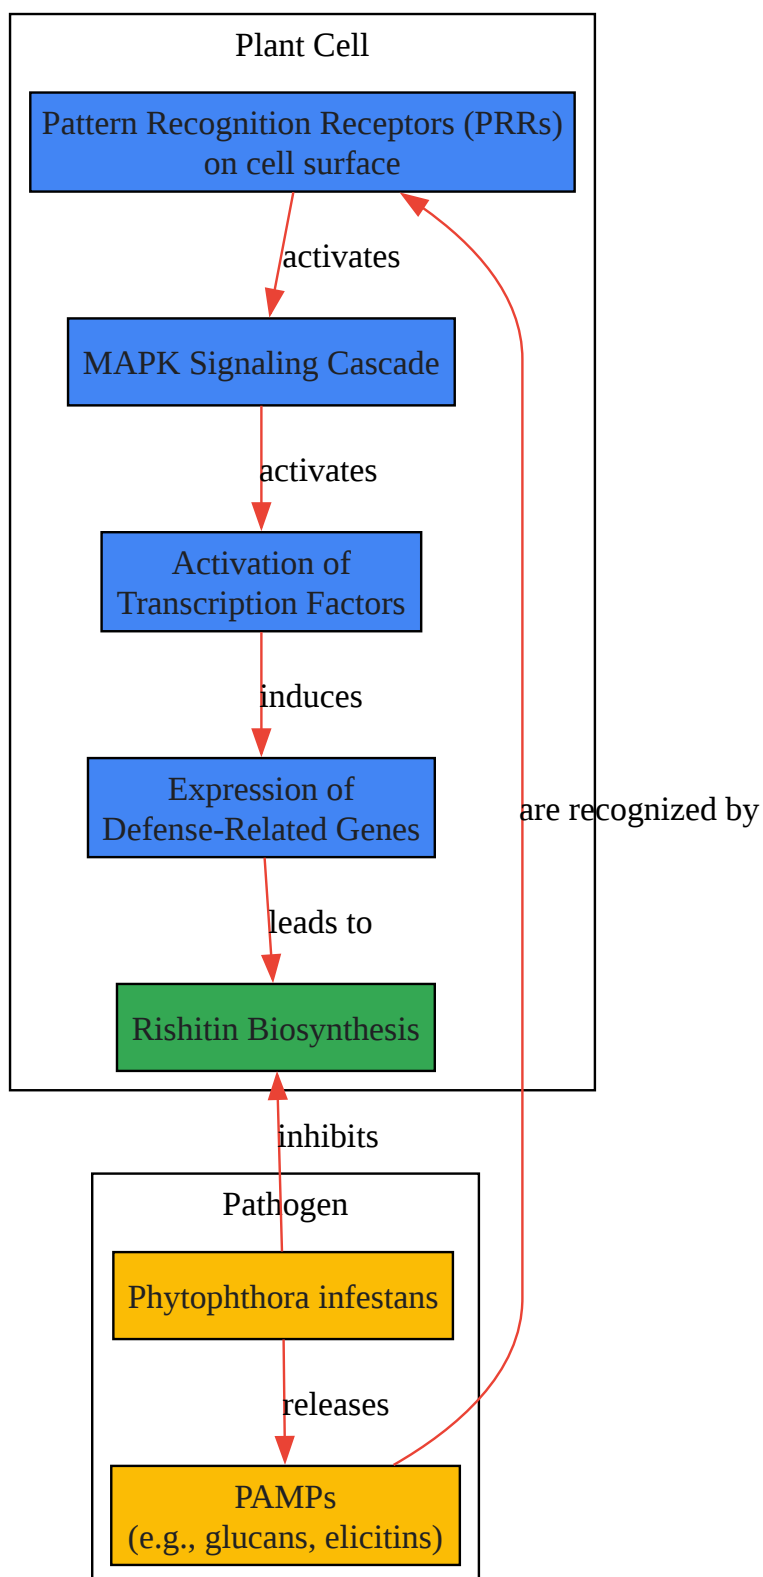 Plant Cell
Pattern Recognition Receptors (PRRs)
on cell surface
activates
MAPK Signaling Cascade
activates
Activation of
Transcription Factors
induces
Expression of
Defense-Related Genes
are recognized by
leads to
Rishitin Biosynthesis
inhibits
Pathogen
Phytophthora infestans
releases
PAMPs
(e.g., glucans, elicitins)